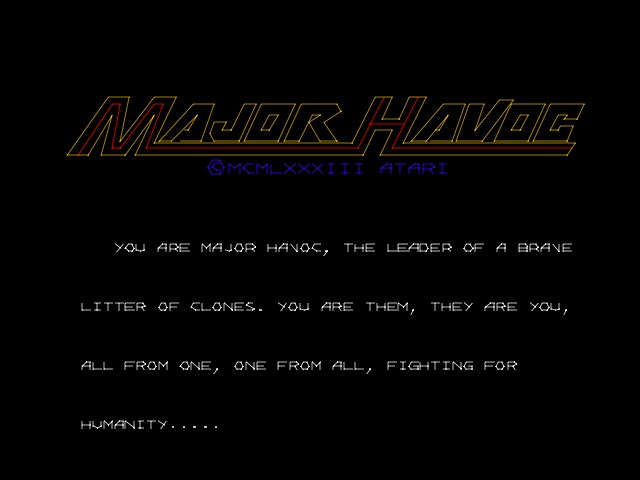 MAJOR HAVOC
©MCMLXXXIII ATARI
YOU ARE MAJOR HAVOC, THE LEADER OF A BRAVE
LITTER OF CLONES. YOU ARE THEM, THEY ARE YOU,
ALL FROM ONE, ONE FROM ALL, FIGHTING FOR
HUMANITY.....